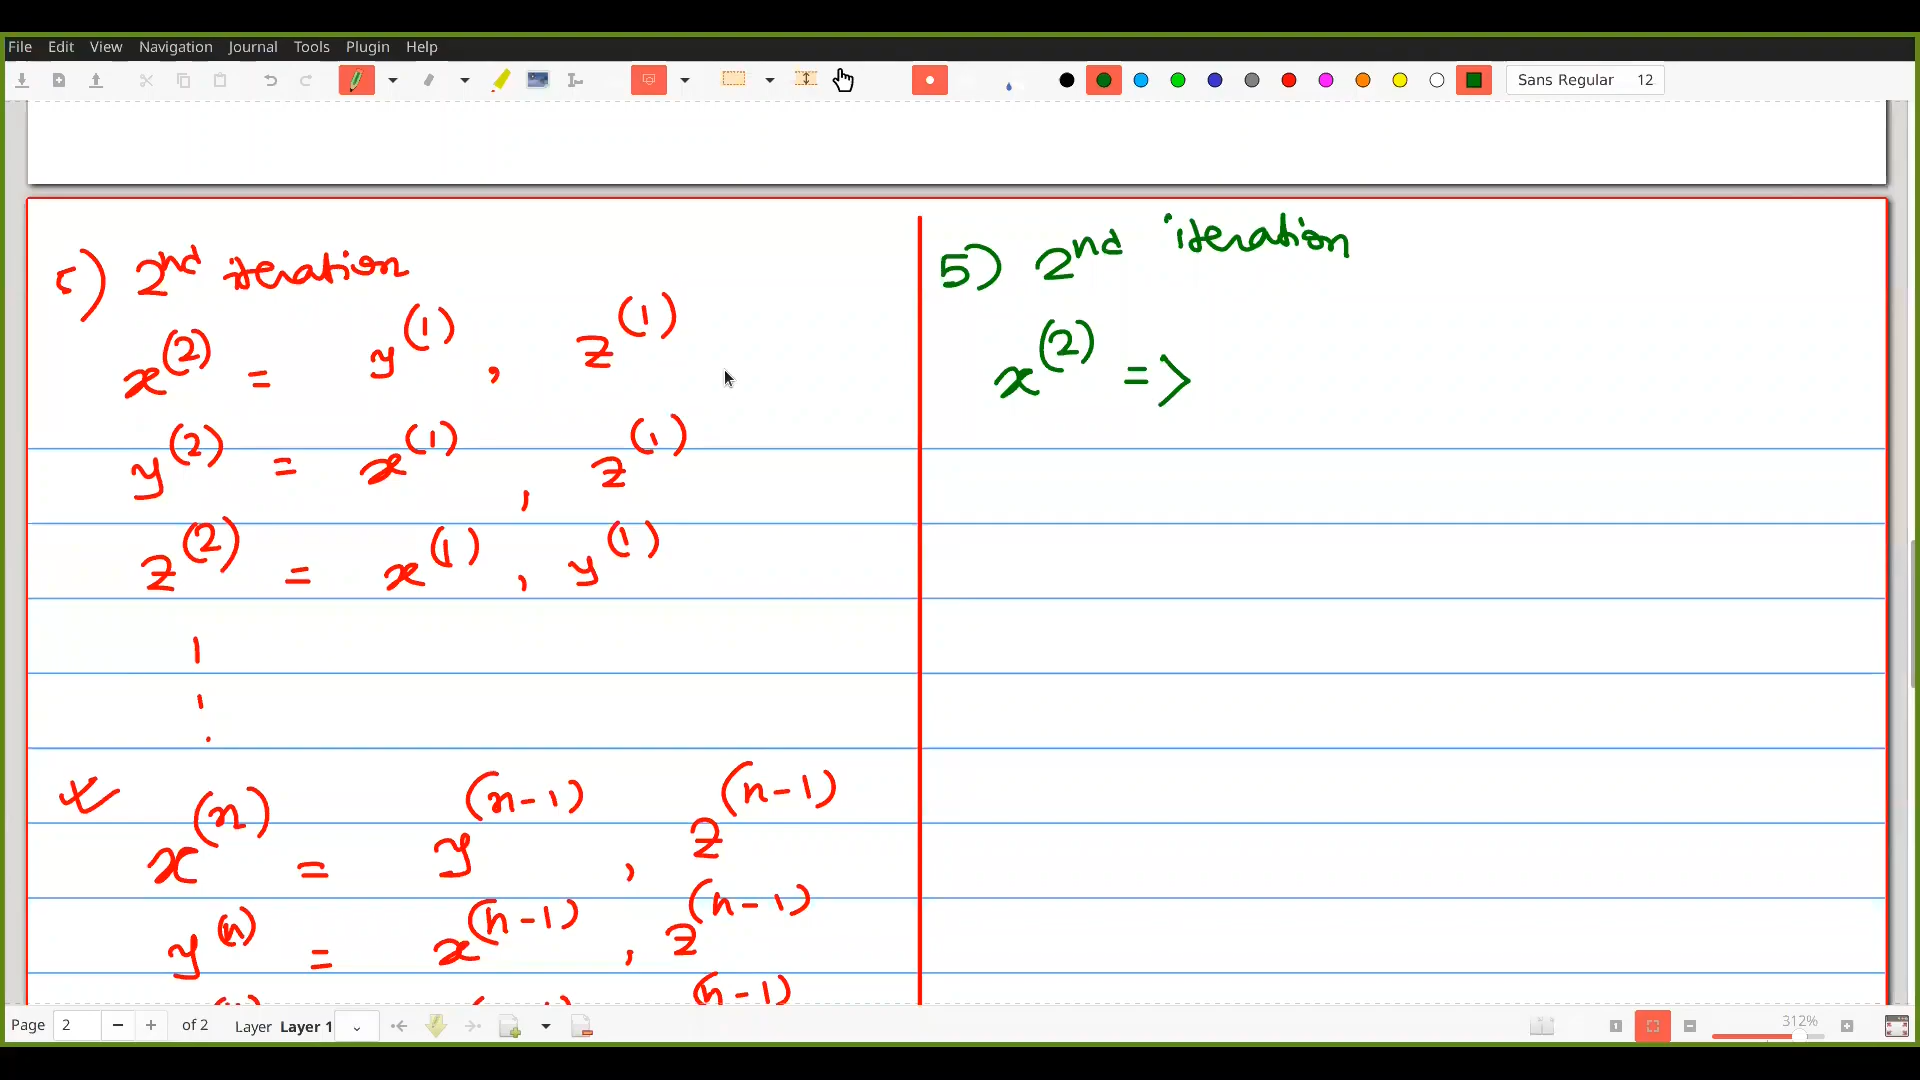 File Edit View Navigation Journal Tools Plugin Help
Sans Regular 12
5) 2nd iteration
x^(2) = y^(1) , z^(1)
y^(2) = x^(1) , z^(1)
z^(2) = x^(1) , y^(1)
x^(n) = y^(n-1) , z^(n-1)
y^(n) = x^(n-1) , z^(n-1)
(n-1)
5) 2nd iteration
x^(2) =>
Page 2 of 2 Layer Layer 1
312%